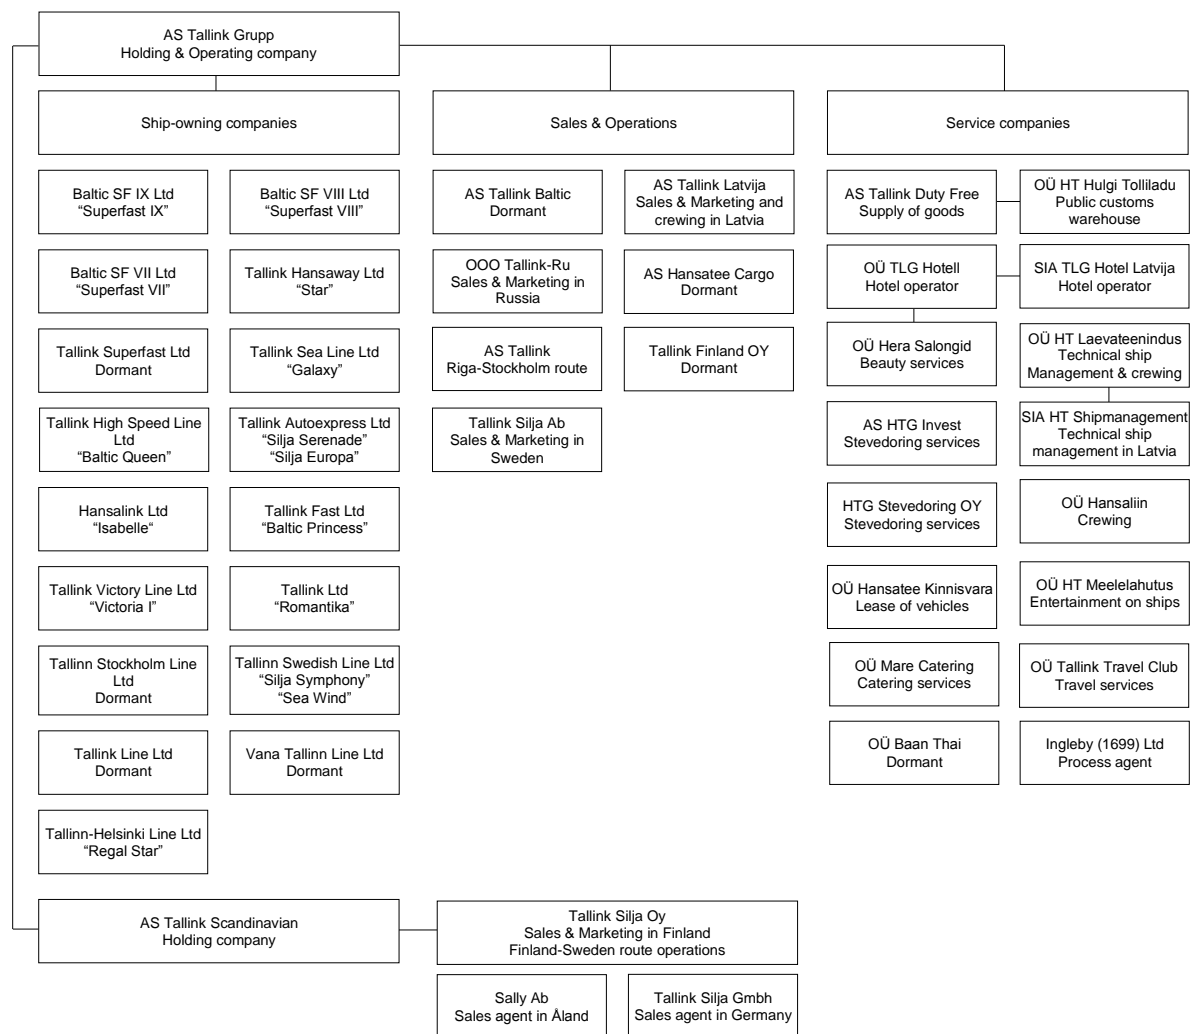 AS Tallink Grupp
Holding & Operating company
Ship-owning companies
Sales & Operations
Service companies
Baltic SF IX Ltd
“Superfast IX”
Baltic SF VIII Ltd
“Superfast VIII”
AS Tallink Baltic
Dormant
AS Tallink Latvija
Sales & Marketing and
crewing in Latvia
AS Tallink Duty Free
Supply of goods
OÜ HT Hulgi Tolliladu
Public customs
warehouse
Baltic SF VII Ltd
“Superfast VII”
Tallink Hansaway Ltd
“Star”
OOO Tallink-Ru
Sales & Marketing in
Russia
AS Hansatee Cargo
Dormant
OÜ TLG Hotell
Hotel operator
SIA TLG Hotel Latvija
Hotel operator
Tallink Superfast Ltd
Dormant
Tallink Sea Line Ltd
“Galaxy”
AS Tallink
Riga-Stockholm route
Tallink Finland OY
Dormant
OÜ Hera Salongid
Beauty services
OÜ HT Laevateenindus
Technical ship
Management & crewing
Tallink High Speed Line
Ltd
“Baltic Queen”
Tallink Autoexpress Ltd
“Silja Serenade”
“Silja Europa”
Tallink Silja Ab
Sales & Marketing in
Sweden
AS HTG Invest
Stevedoring services
SIA HT Shipmanagement
Technical ship
management in Latvia
Hansalink Ltd
“Isabelle“
Tallink Fast Ltd
“Baltic Princess”
HTG Stevedoring OY
Stevedoring services
OÜ Hansaliin
Crewing
Tallink Victory Line Ltd
“Victoria I”
Tallink Ltd
“Romantika”
OÜ Hansatee Kinnisvara
Lease of vehicles
OÜ HT Meelelahutus
Entertainment on ships
Tallinn Stockholm Line
Ltd
Dormant
Tallinn Swedish Line Ltd
“Silja Symphony”
“Sea Wind”
OÜ Mare Catering
Catering services
OÜ Tallink Travel Club
Travel services
Tallink Line Ltd
Dormant
Vana Tallinn Line Ltd
Dormant
OÜ Baan Thai
Dormant
Ingleby (1699) Ltd
Process agent
Tallinn-Helsinki Line Ltd
“Regal Star”
AS Tallink Scandinavian
Holding company
Tallink Silja Oy
Sales & Marketing in Finland
Finland-Sweden route operations
Sally Ab
Sales agent in Åland
Tallink Silja Gmbh
Sales agent in Germany